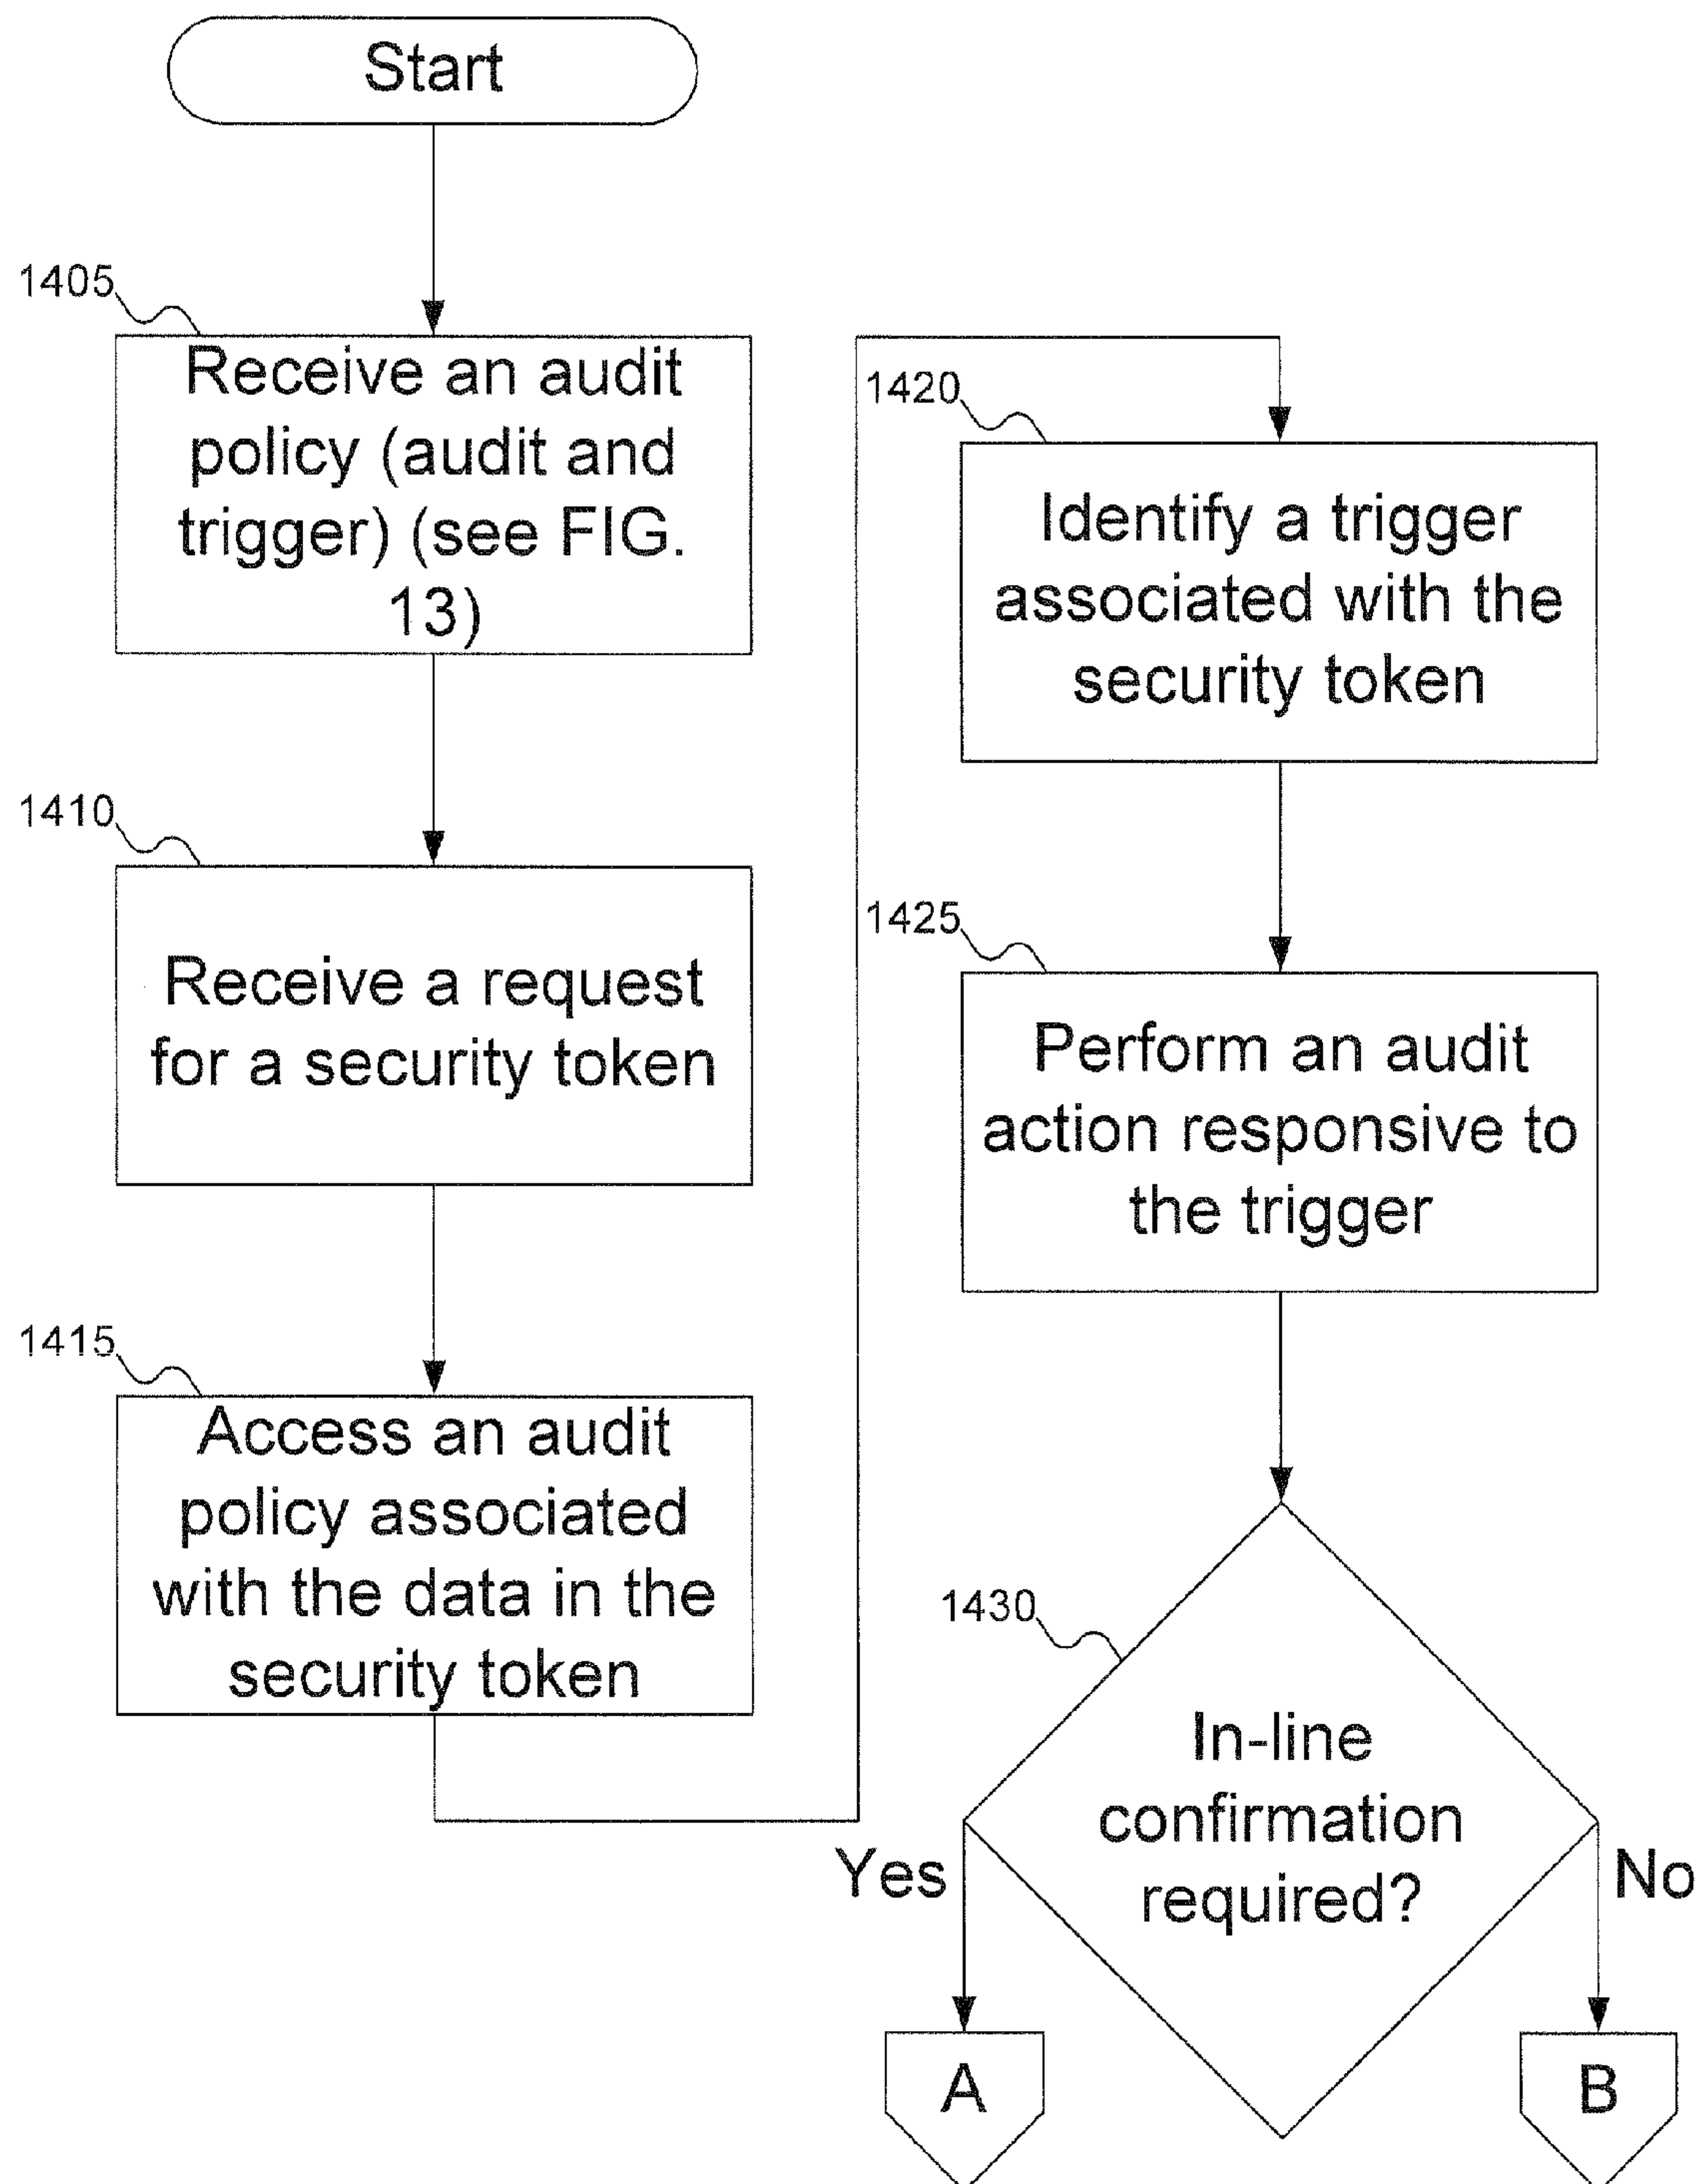 Start
1405
Receive an audit
policy (audit and
trigger) (see FIG.
13)
1410
Receive a request
for a security token
1415
Access an audit
policy associated
with the data in the
security token
1420
Identify a trigger
associated with the
security token
1425
Perform an audit
action responsive to
the trigger
1430
In-line
confirmation
required?
Yes
No
A
B